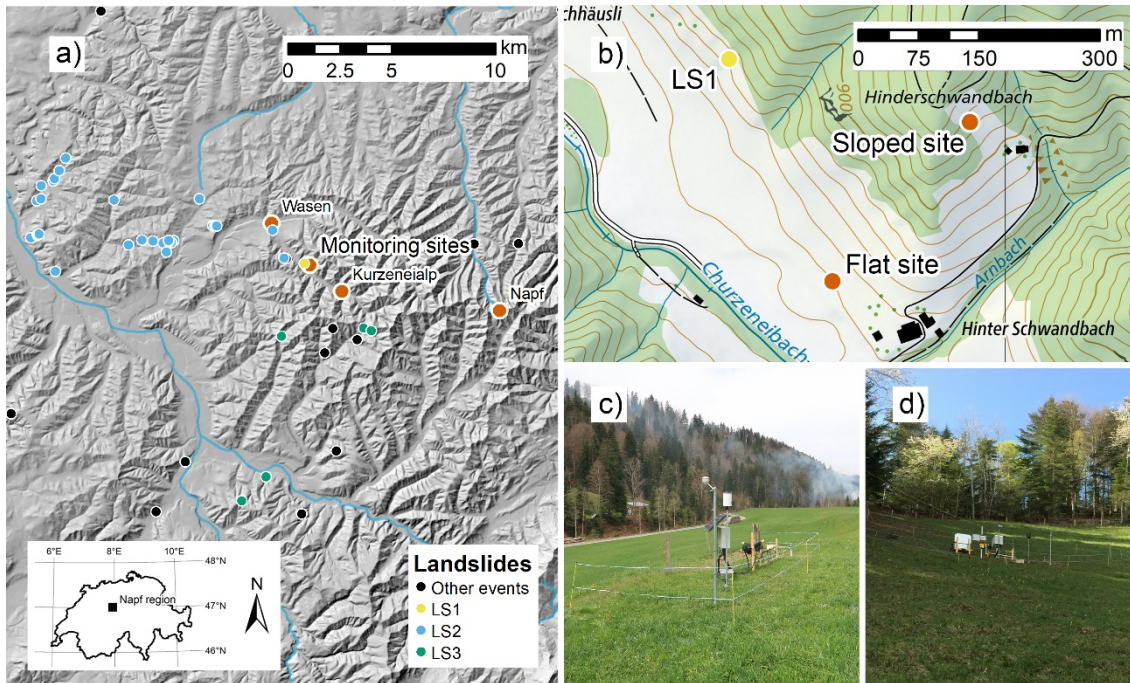 a)
km
0 2.5 5 10
Wasen
Monitoring sites
Kurzeneialp
Napf
Landslides
Other events
LS1
LS2
LS3
N
6°E 8°E 10°E
48°N
47°N
46°N
Napf region
b)
chhäusli
m
0 75 150 300
LS1
900
Hinderschwandbach
Sloped site
Flat site
Churzeneibach
Arnbach
Hinter Schwandbach
c)
d)